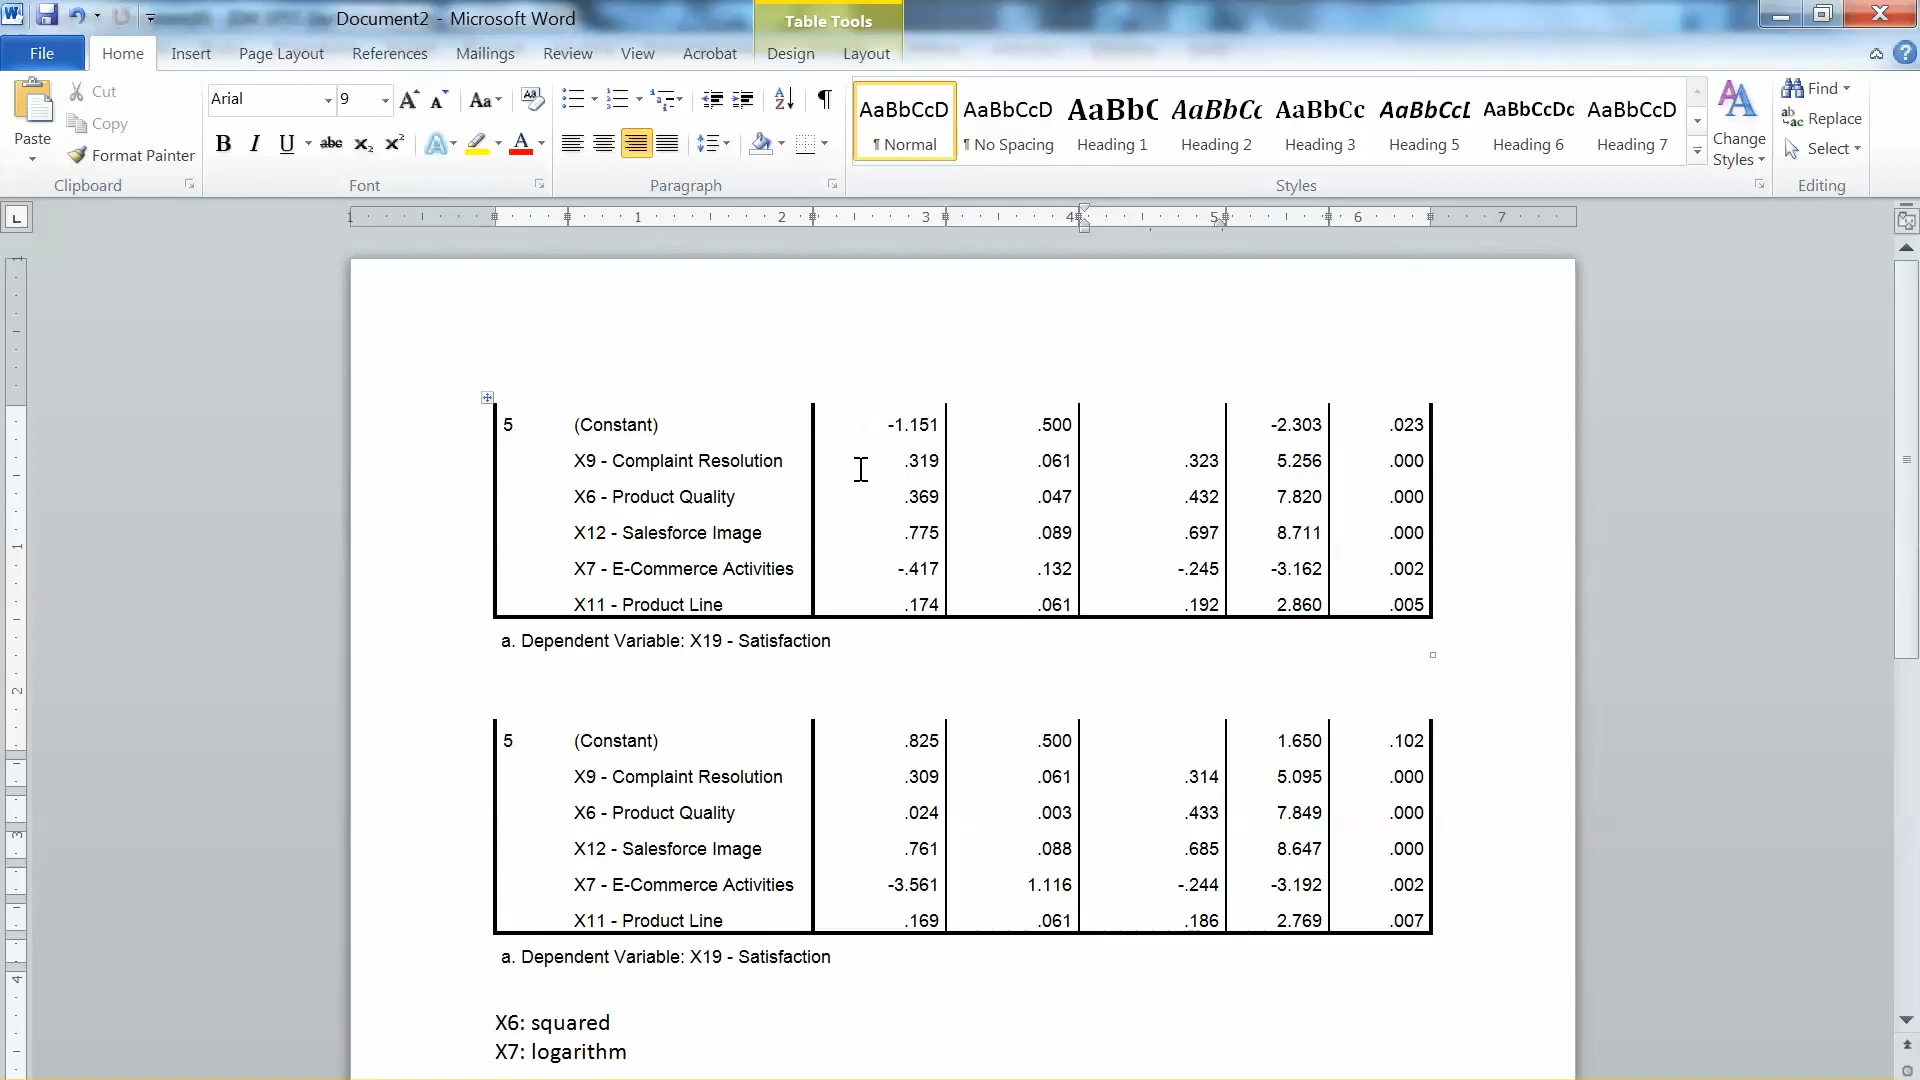 Document2 - Microsoft Word
Table Tools
File Home Insert Page Layout References Mailings Review View Acrobat Design Layout
Paste
Cut
Copy
Format Painter
Clipboard
Arial 9
Font
Paragraph
AaBbCcD AaBbCcD AaBbC AaBbCc AaBbCc AaBbCcL AaBbCcDc AaBbCcD
¶ Normal ¶ No Spacing Heading 1 Heading 2 Heading 3 Heading 5 Heading 6 Heading 7
Styles
Change Styles
Find
Replace
Select
Editing
1 1 2 3 4 5 6 7
5 (Constant) -1.151 .500 -2.303 .023
X9 - Complaint Resolution .319 .061 .323 5.256 .000
X6 - Product Quality .369 .047 .432 7.820 .000
X12 - Salesforce Image .775 .089 .697 8.711 .000
X7 - E-Commerce Activities -.417 .132 -.245 -3.162 .002
X11 - Product Line .174 .061 .192 2.860 .005
a. Dependent Variable: X19 - Satisfaction
5 (Constant) .825 .500 1.650 .102
X9 - Complaint Resolution .309 .061 .314 5.095 .000
X6 - Product Quality .024 .003 .433 7.849 .000
X12 - Salesforce Image .761 .088 .685 8.647 .000
X7 - E-Commerce Activities -3.561 1.116 -.244 -3.192 .002
X11 - Product Line .169 .061 .186 2.769 .007
a. Dependent Variable: X19 - Satisfaction
X6: squared
X7: logarithm